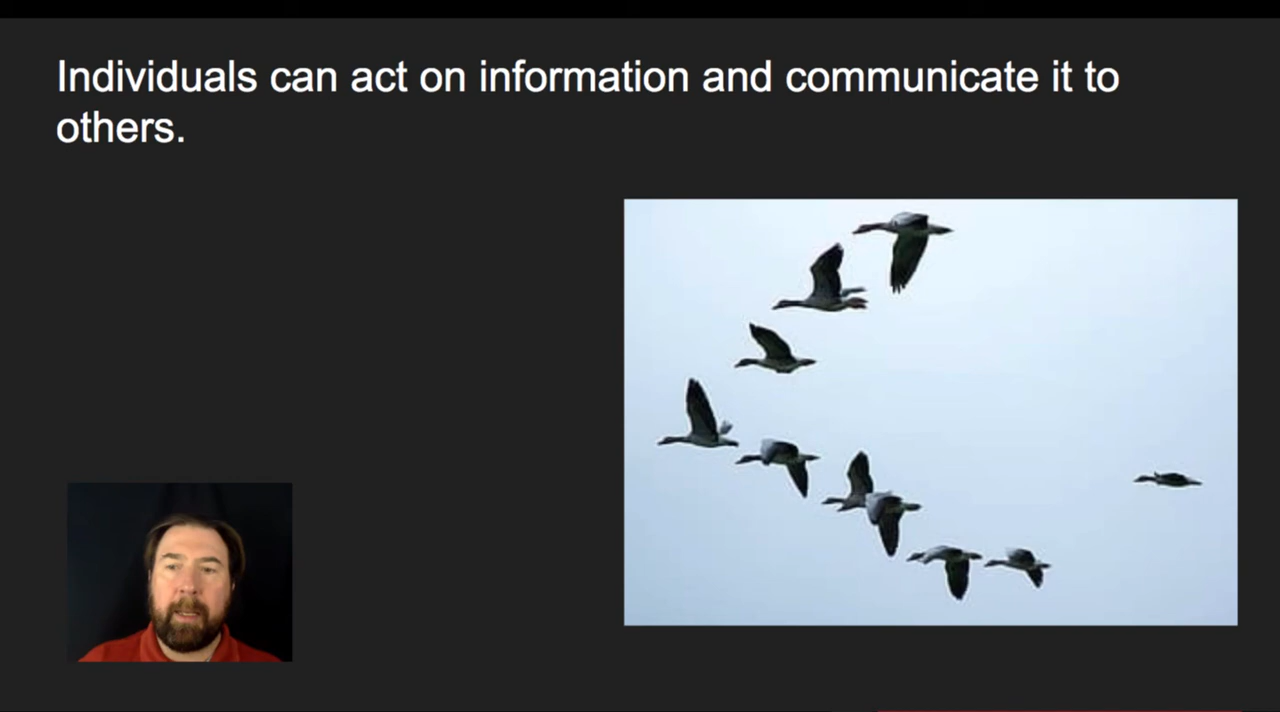 Individuals can act on information and communicate it to
others.